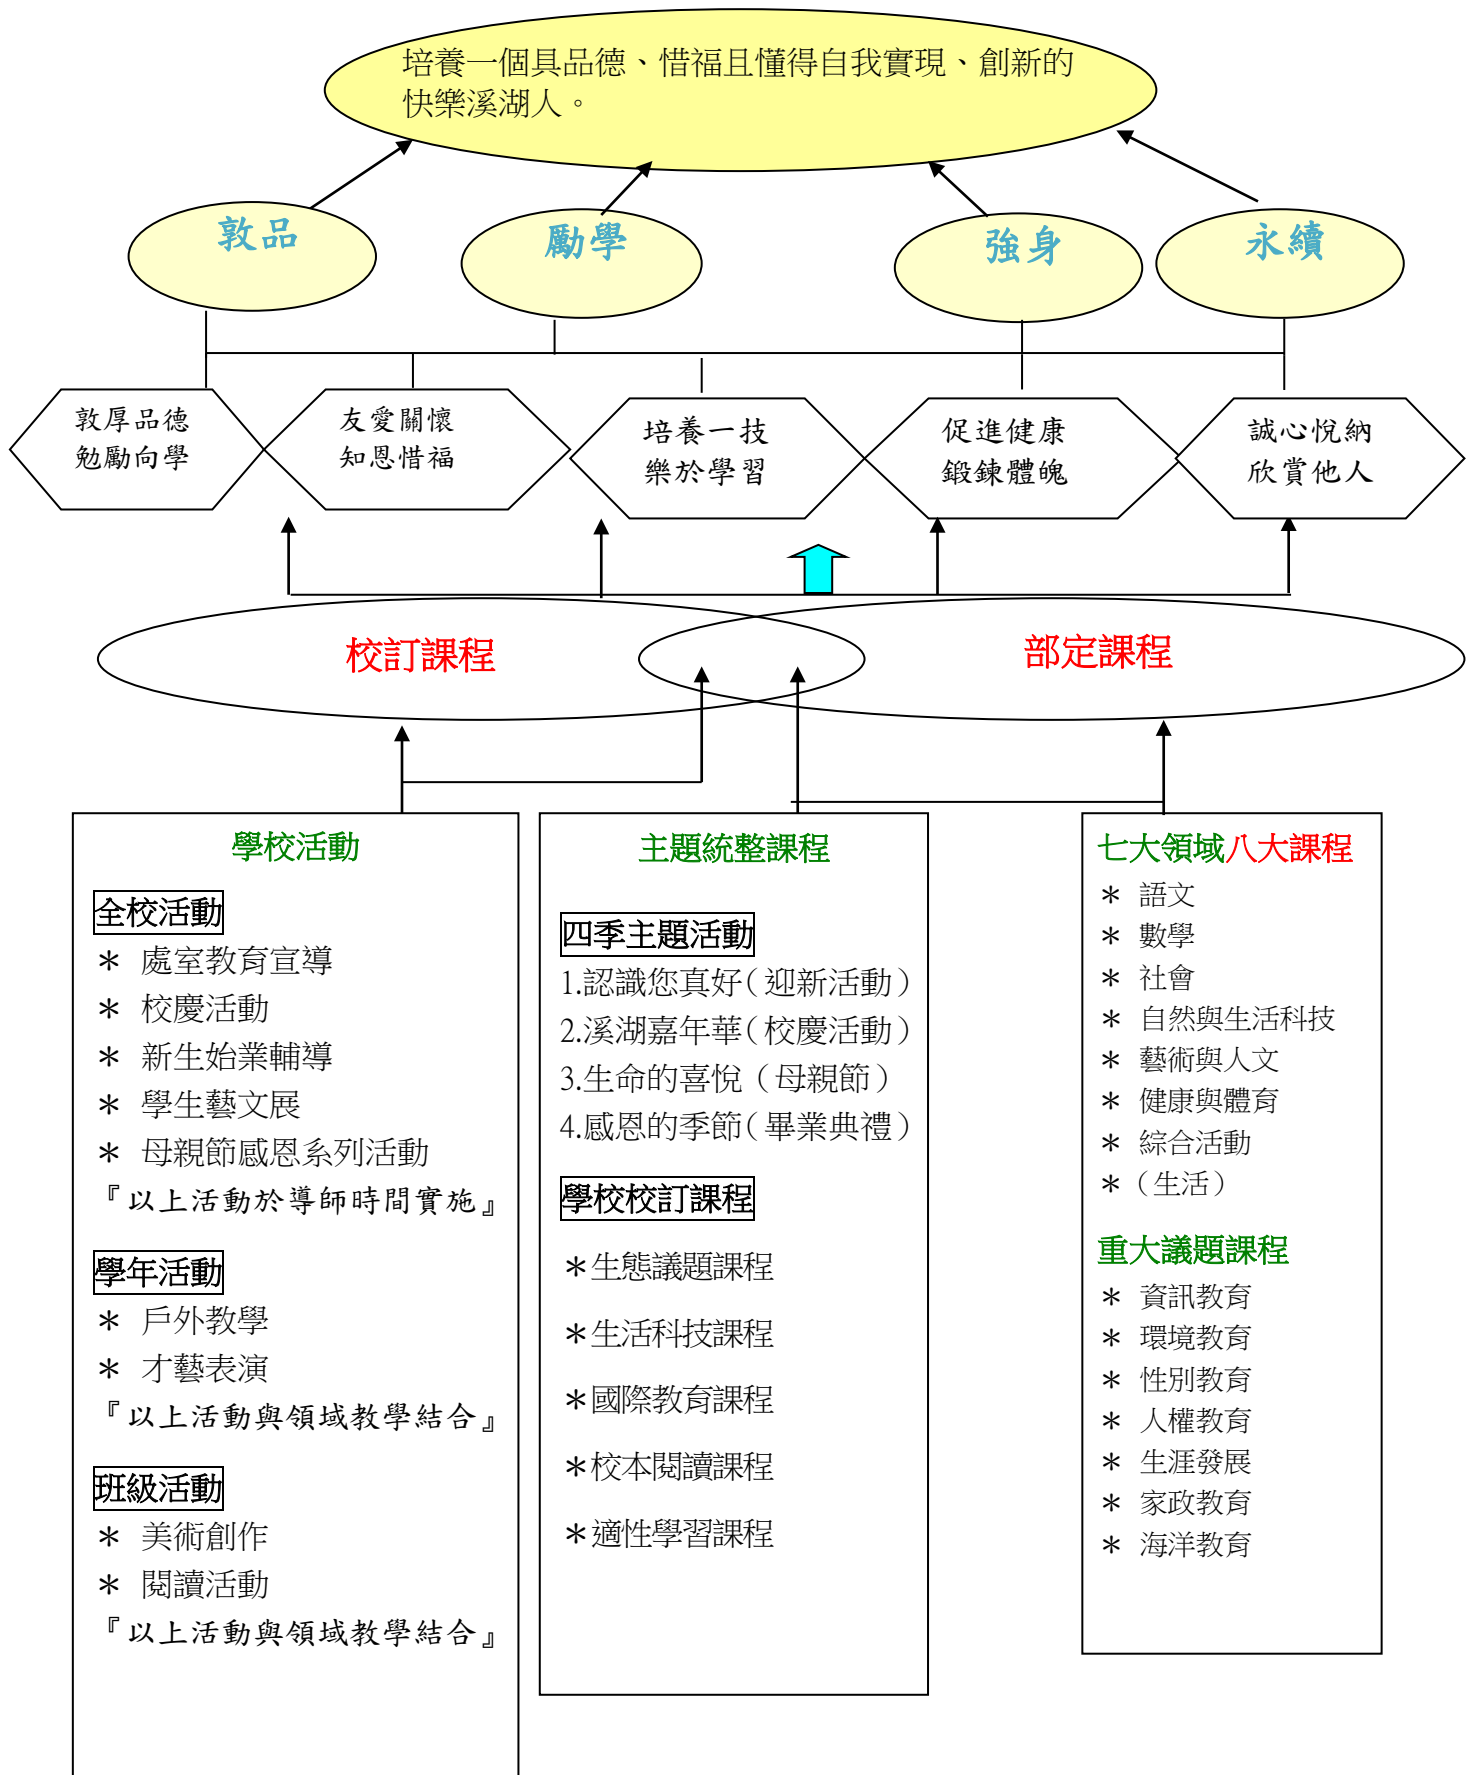 培養一個具品德、惜福且懂得自我實現、創新的
快樂溪湖人。
敦品
勵學
強身
永續
敦厚品德
勉勵向學
友愛關懷
知恩惜福
培養一技
樂於學習
促進健康
鍛鍊體魄
誠心悅納
欣賞他人
校訂課程
部定課程
學校活動
全校活動
＊ 處室教育宣導
＊ 校慶活動
＊ 新生始業輔導
＊ 學生藝文展
＊ 母親節感恩系列活動
『以上活動於導師時間實施』
學年活動
＊ 戶外教學
＊ 才藝表演
『以上活動與領域教學結合』
班級活動
＊ 美術創作
＊ 閱讀活動
『以上活動與領域教學結合』
主題統整課程
四季主題活動
1.認識您真好（迎新活動）
2.溪湖嘉年華（校慶活動）
3.生命的喜悅（母親節）
4.感恩的季節（畢業典禮）
學校校訂課程
＊生態議題課程
＊生活科技課程
＊國際教育課程
＊校本閱讀課程
＊適性學習課程
七大領域八大課程
＊ 語文
＊ 數學
＊ 社會
＊ 自然與生活科技
＊ 藝術與人文
＊ 健康與體育
＊ 綜合活動
＊（生活）
重大議題課程
＊ 資訊教育
＊ 環境教育
＊ 性別教育
＊ 人權教育
＊ 生涯發展
＊ 家政教育
＊ 海洋教育